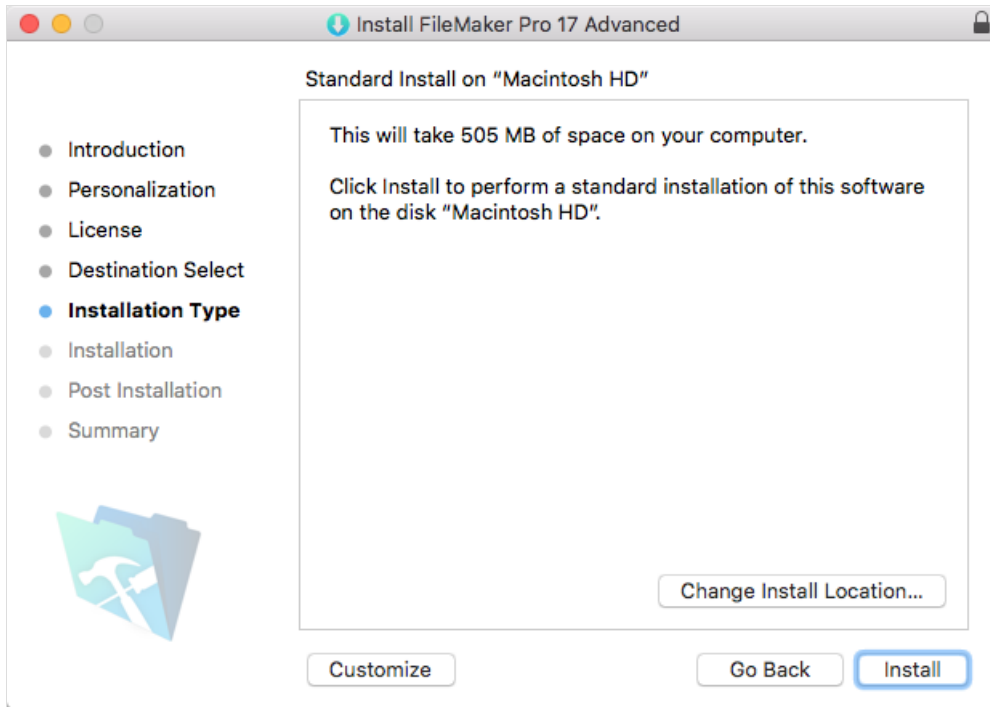 Install FileMaker Pro 17 Advanced
Standard Install on “Macintosh HD”
Introduction
Personalization
License
Destination Select
Installation Type
Installation
Post Installation
Summary
This will take 505 MB of space on your computer.
Click Install to perform a standard installation of this software
on the disk “Macintosh HD”.
Change Install Location...
Customize
Go Back
Install